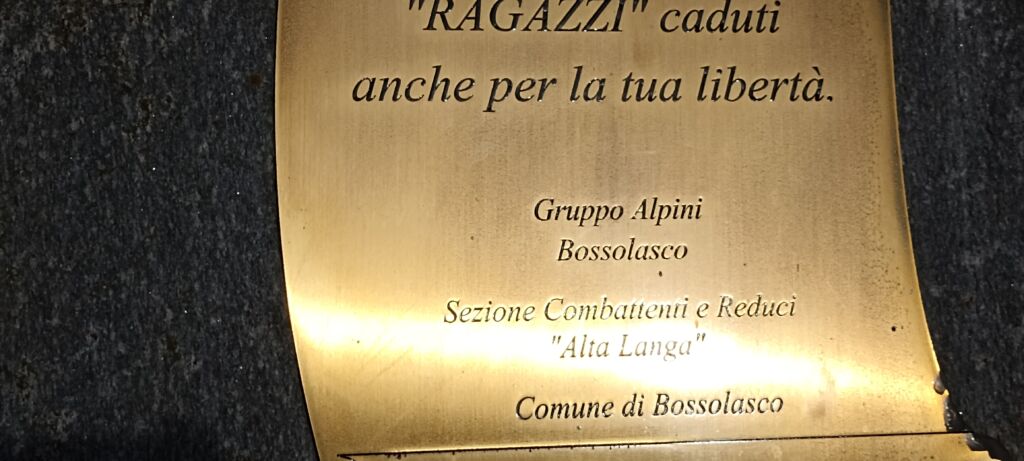 "RAGAZZI" caduti
anche per la tua libertà.
Gruppo Alpini
Bossolasco
Sezione Combattenti e Reduci
"Alta Langa"
Comune di Bossolasco